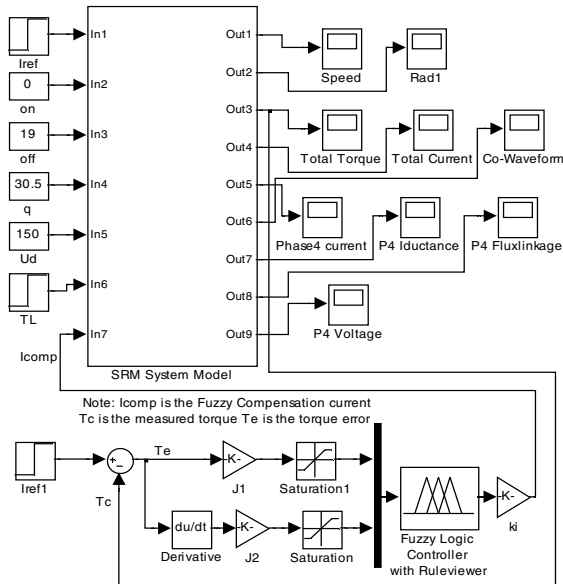 Iref
In1
Out1
Speed
0
on
In2
Out2
Rad1
19
off
In3
Out3
Total Torque
Total Current
Co-Waveform
30.5
q
In4
Out4
150
Ud
In5
Out5
Phase4 current
P4 Iductance
P4 Fluxlinkage
TL
In6
Out6
Out7
Out8
In7
Out9
P4 Voltage
Icomp
SRM System Model
Note: Icomp is the Fuzzy Compensation current
Tc is the measured torque Te is the torque error
Iref1
+
−
Te
Tc
-K-
J1
Saturation1
du/dt
Derivative
-K-
J2
Saturation
Fuzzy Logic
Controller
with Ruleviewer
-K-
ki